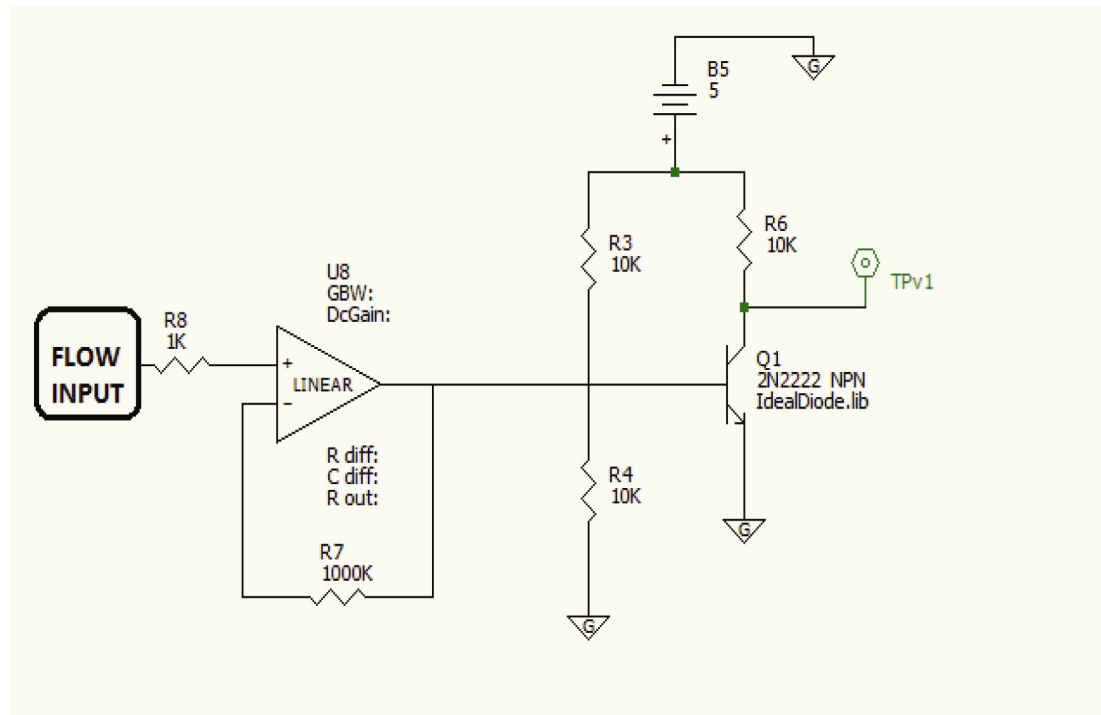 B5
5
G
+
R6
10K
R3
10K
TPv1
U8
GBW:
DcGain:
R8
1K
FLOW
INPUT
+
LINEAR
-
Q1
2N2222 NPN
IdealDiode.lib
R diff:
C diff:
R out:
R4
10K
G
R7
1000K
G